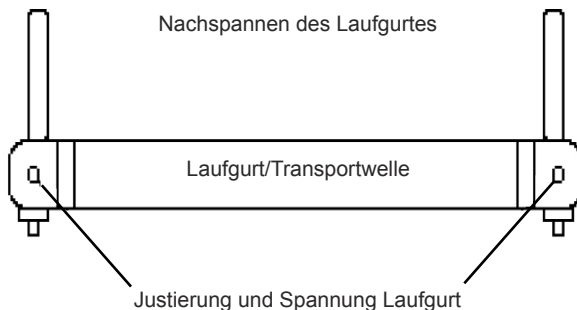 Nachspannen des Laufgurtes
Laufgurt/Transportwelle
Justierung und Spannung Laufgurt